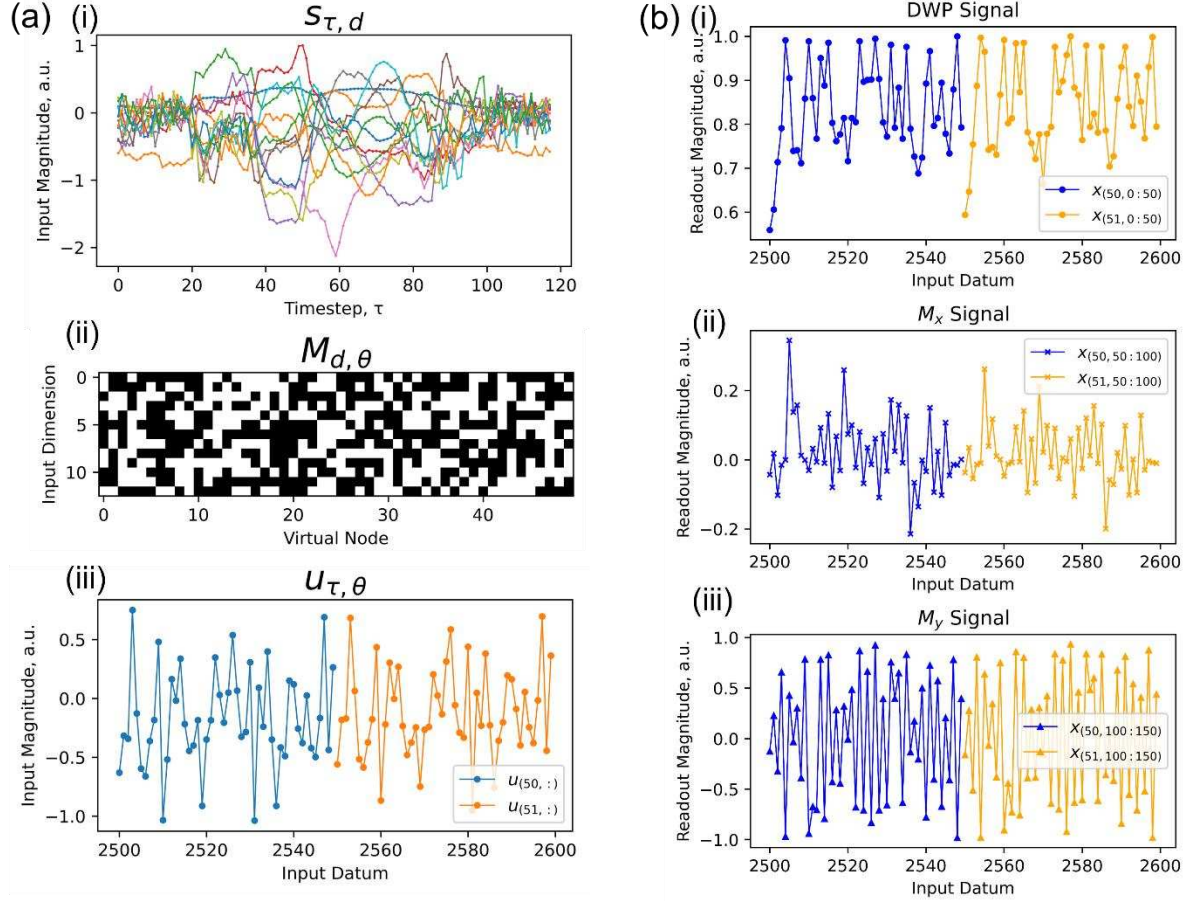 (a) (i)
s_{τ, d}
Input Magnitude, a.u.
1
0
−1
−2
0 20 40 60 80 100 120
Timestep, τ
(ii)
M_{d, θ}
Input Dimension
0
5
10
0 10 20 30 40
Virtual Node
(iii)
u_{τ, θ}
Input Magnitude, a.u.
0.5
0.0
−0.5
−1.0
u_{(50, :)}
u_{(51, :)}
2500 2520 2540 2560 2580 2600
Input Datum
(b) (i)
DWP Signal
Readout Magnitude, a.u.
1.0
0.9
0.8
0.7
0.6
x_{(50, 0 : 50)}
x_{(51, 0 : 50)}
2500 2520 2540 2560 2580 2600
Input Datum
(ii)
M_x Signal
Readout Magnitude, a.u.
0.2
0.0
−0.2
x_{(50, 50 : 100)}
x_{(51, 50 : 100)}
2500 2520 2540 2560 2580 2600
Input Datum
(iii)
M_y Signal
Readout Magnitude, a.u.
1.0
0.5
0.0
−0.5
−1.0
x_{(50, 100 : 150)}
x_{(51, 100 : 150)}
2500 2520 2540 2560 2580 2600
Input Datum